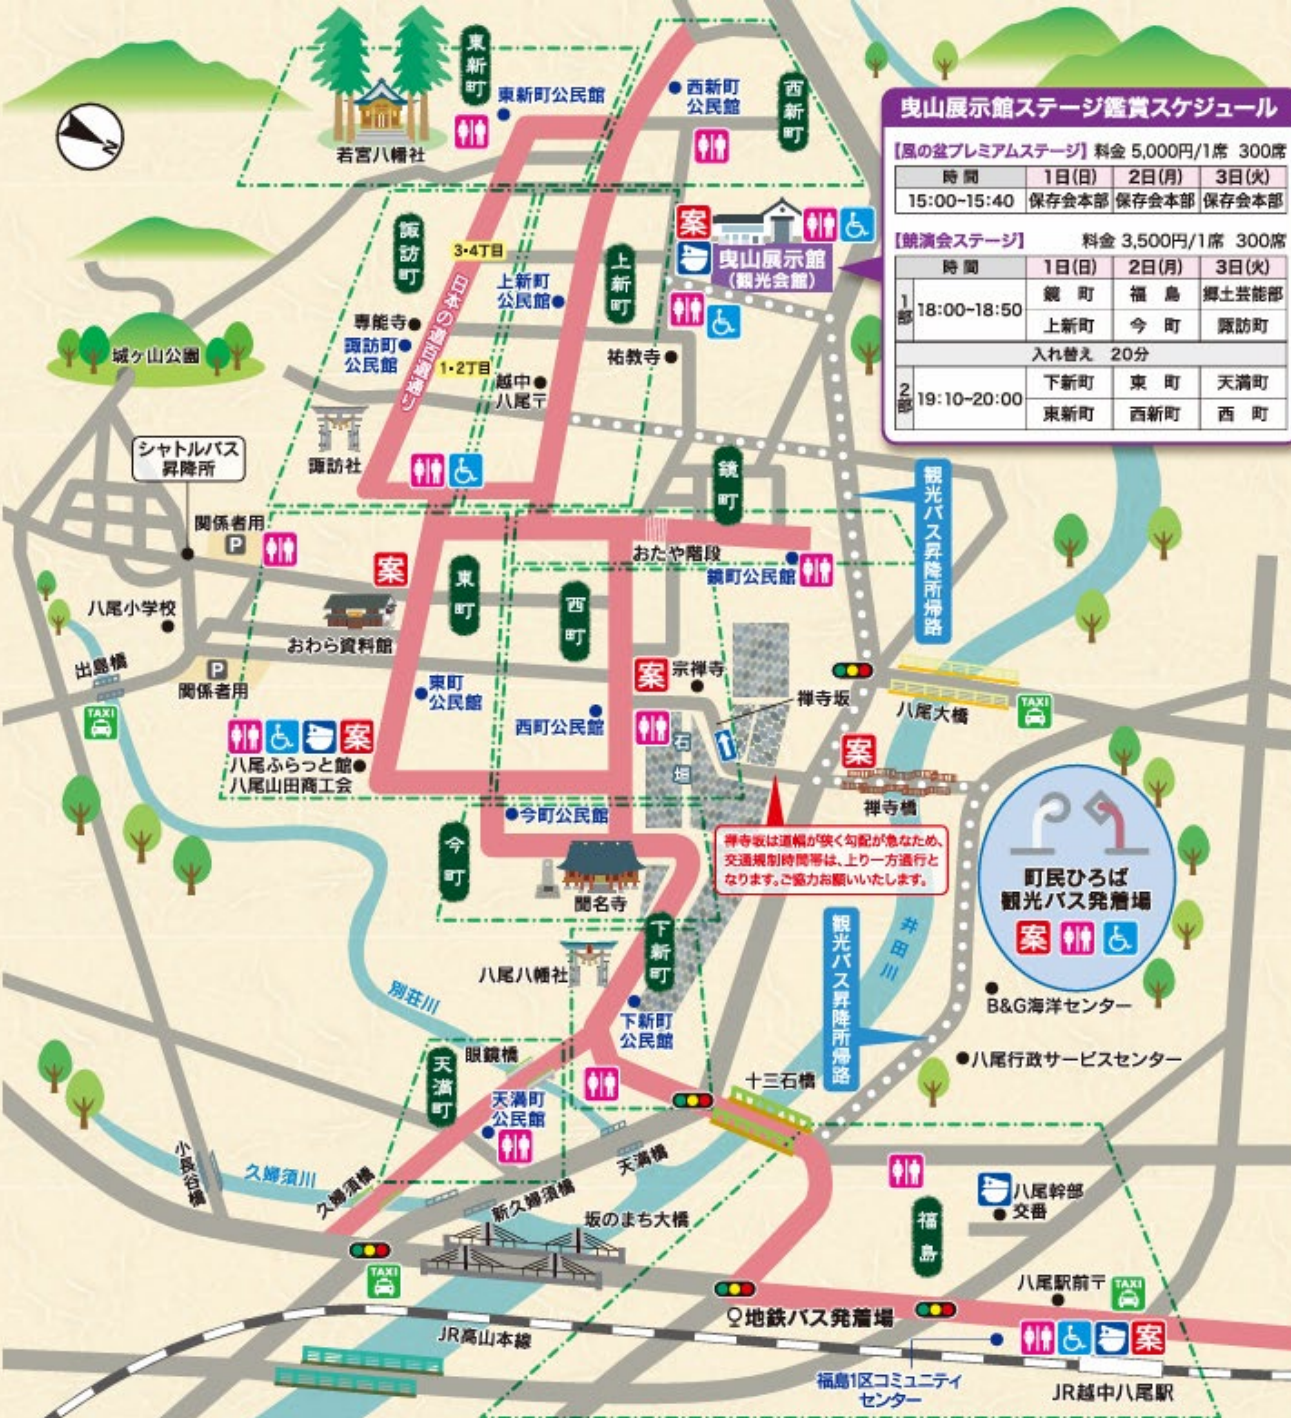 東新町
東新町公民館
西新町
公民館
西新町
若宮八幡社
N
曳山展示館ステージ鑑賞スケジュール
【風の盆プレミアムステージ】 料金 5,000円/1席 300席
時間 1日(日) 2日(月) 3日(火)
15:00~15:40 保存会本部 保存会本部 保存会本部
【競演会ステージ】 料金 3,500円/1席 300席
時間 1日(日) 2日(月) 3日(火)
1部 18:00~18:50 鏡町 福島 郷土芸能部
上新町 今町 諏訪町
入れ替え 20分
2部 19:10~20:00 下新町 東町 天満町
東新町 西新町 西町
諏訪町
3・4丁目
日本の道百選通り
1・2丁目
上新町
公民館
上新町
案
曳山展示館
(観光会館)
専能寺
諏訪町
公民館
越中
八尾〒
祐教寺
城ヶ山公園
諏訪社
シャトルバス
昇降所
関係者用
P
鏡町
おたや階段
鏡町公民館
観光バス昇降所帰路
案
東町
西町
八尾小学校
おわら資料館
出島橋
TAXI
P
関係者用
東町
公民館
西町公民館
案
宗禅寺
禅寺坂
石垣
八尾大橋
TAXI
案
禅寺橋
案
八尾ふらっと館
八尾山田商工会
今町公民館
今町
聞名寺
禅寺坂は道幅が狭く勾配が急なため、
交通規制時間帯は、上り一方通行と
なります。ご協力お願いいたします。
町民ひろば
観光バス発着場
案
下新町
八尾八幡社
下新町
公民館
別荘川
井田川
観光バス昇降所帰路
B&G海洋センター
八尾行政サービスセンター
眼鏡橋
天満町
天満町
公民館
十三石橋
天満橋
小長谷橋
久婦須川
久婦須橋
新久婦須橋
坂のまち大橋
TAXI
福島
八尾幹部
交番
八尾駅前〒
TAXI
地鉄バス発着場
案
JR高山本線
福島1区コミュニティ
センター
JR越中八尾駅